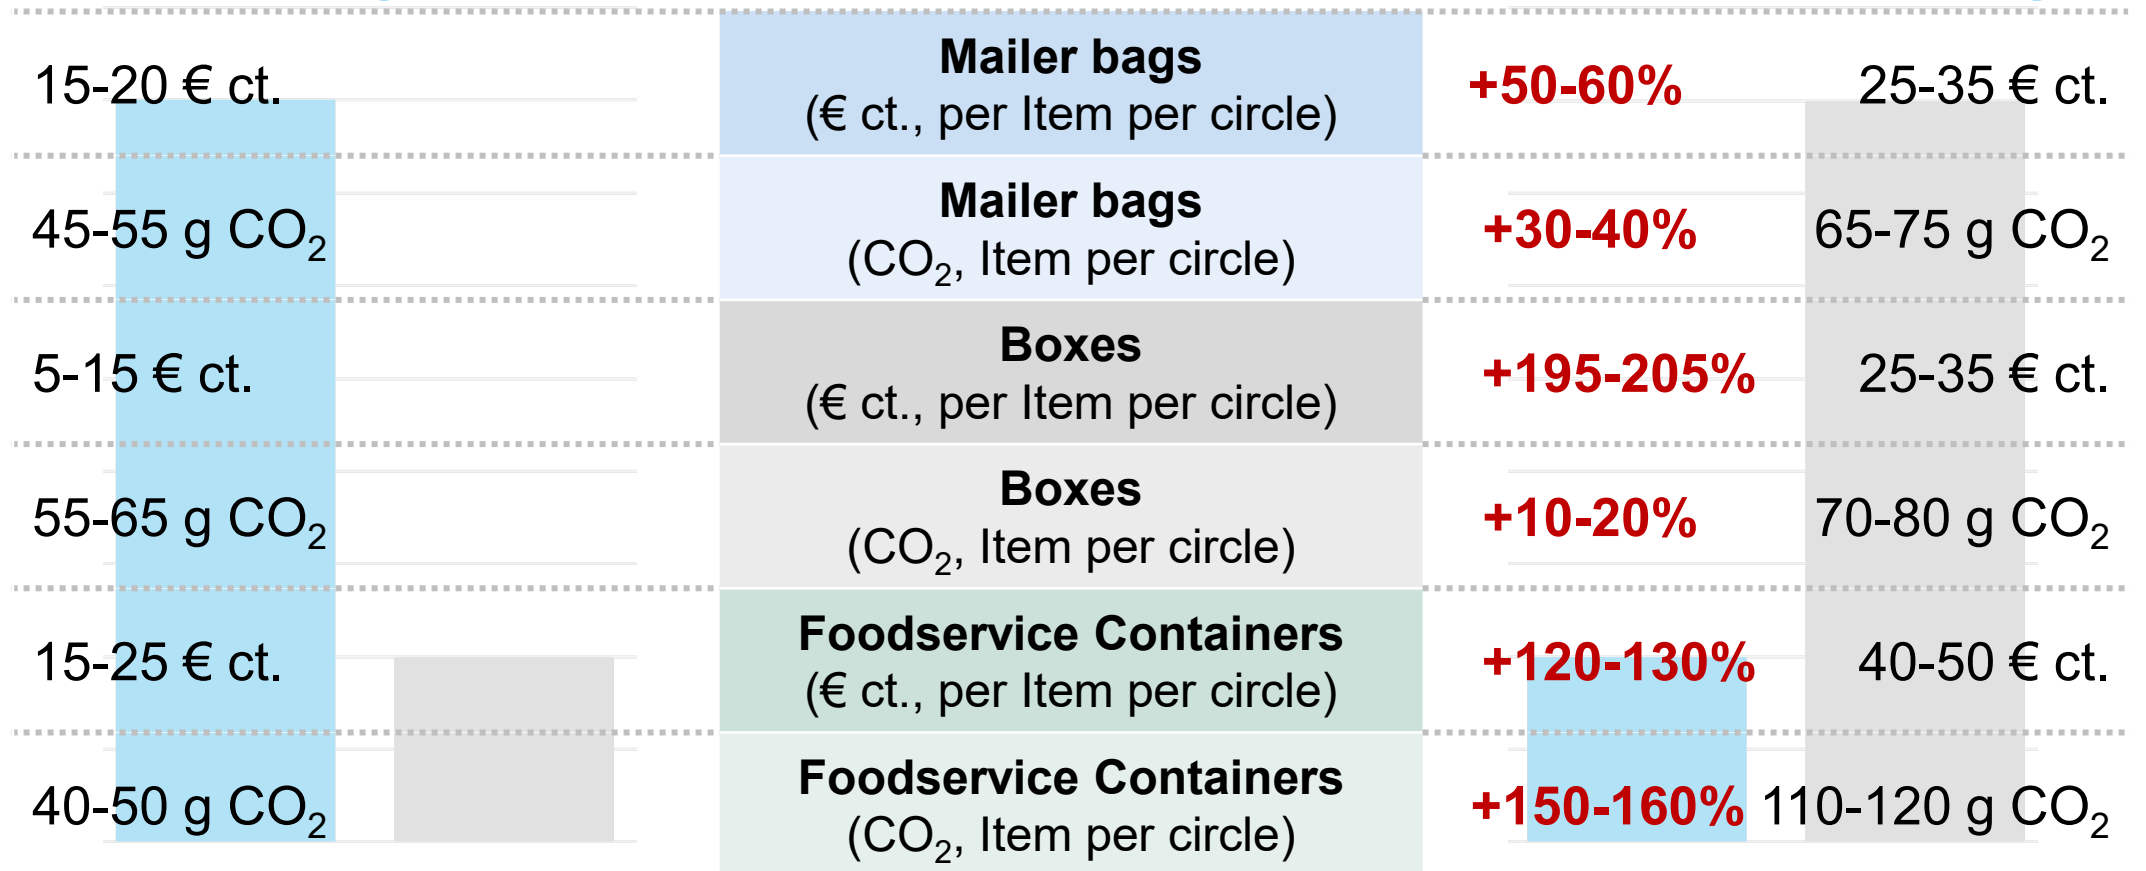 15-20 € ct.
Mailer bags
(€ ct., per Item per circle)
+50-60%
25-35 € ct.
45-55 g CO₂
Mailer bags
(CO₂, Item per circle)
+30-40%
65-75 g CO₂
5-15 € ct.
Boxes
(€ ct., per Item per circle)
+195-205%
25-35 € ct.
55-65 g CO₂
Boxes
(CO₂, Item per circle)
+10-20%
70-80 g CO₂
15-25 € ct.
Foodservice Containers
(€ ct., per Item per circle)
+120-130%
40-50 € ct.
40-50 g CO₂
Foodservice Containers
(CO₂, Item per circle)
+150-160%
110-120 g CO₂